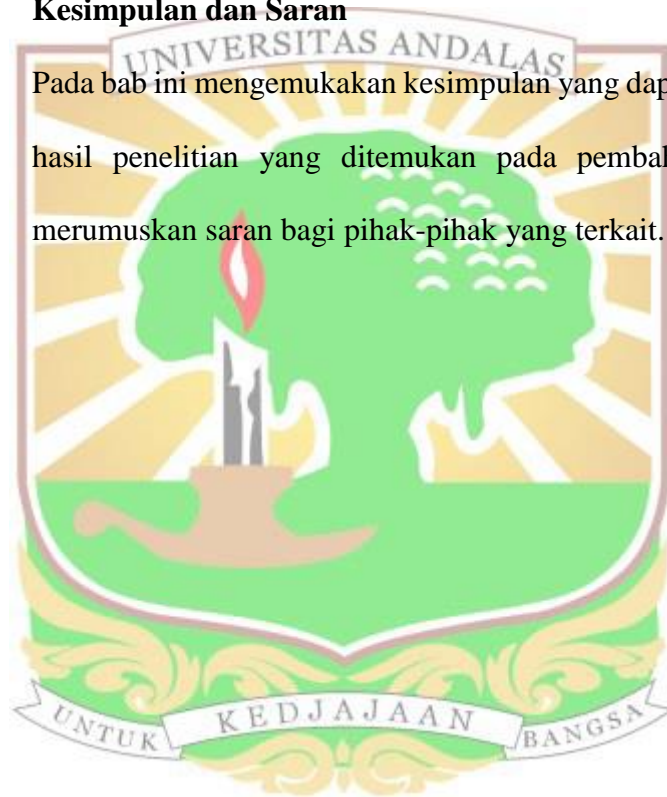 Kesimpulan dan Saran
UNIVERSITAS ANDALAS
Pada bab ini mengemukakan kesimpulan yang dap
hasil penelitian yang ditemukan pada pembal
merumuskan saran bagi pihak-pihak yang terkait.
UNTUK KEDJAJAAN BANGSA